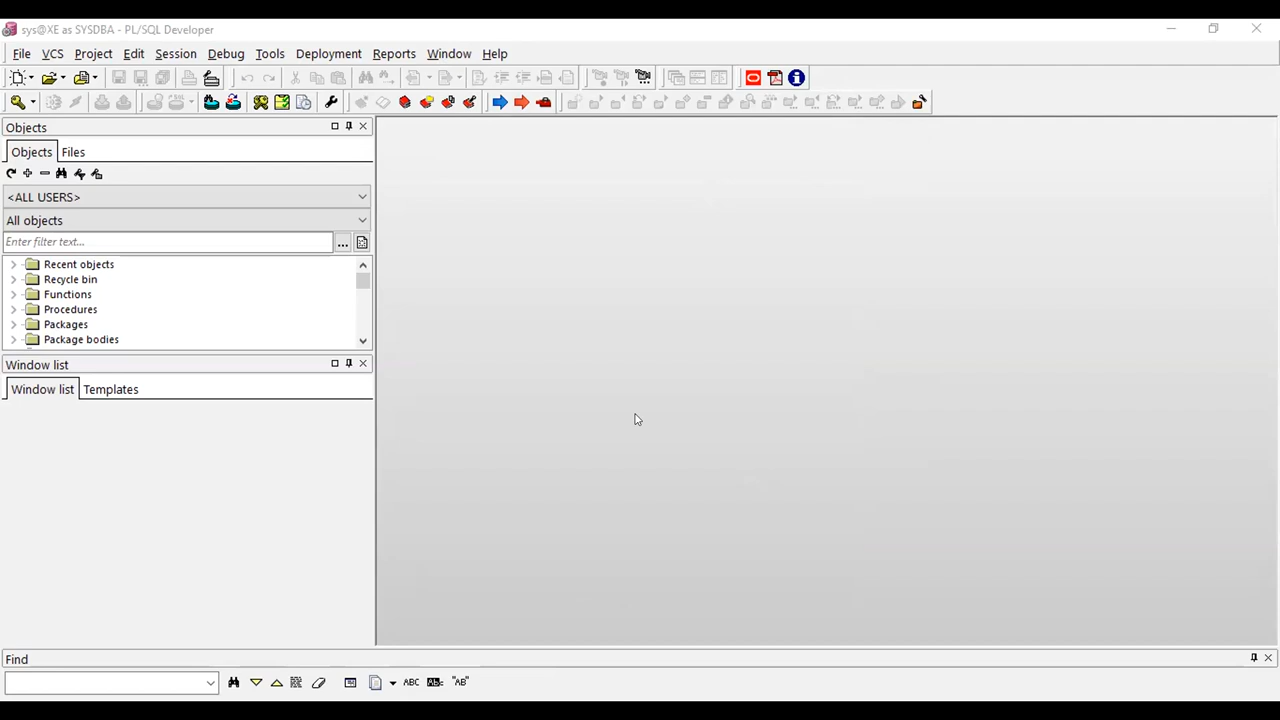 sys@XE as SYSDBA - PL/SQL Developer
File VCS Project Edit Session Debug Tools Deployment Reports Window Help
Objects
Objects Files
<ALL USERS>
All objects
Enter filter text...
Recent objects
Recycle bin
Functions
Procedures
Packages
Package bodies
Window list
Window list Templates
Find
ABC "AB"